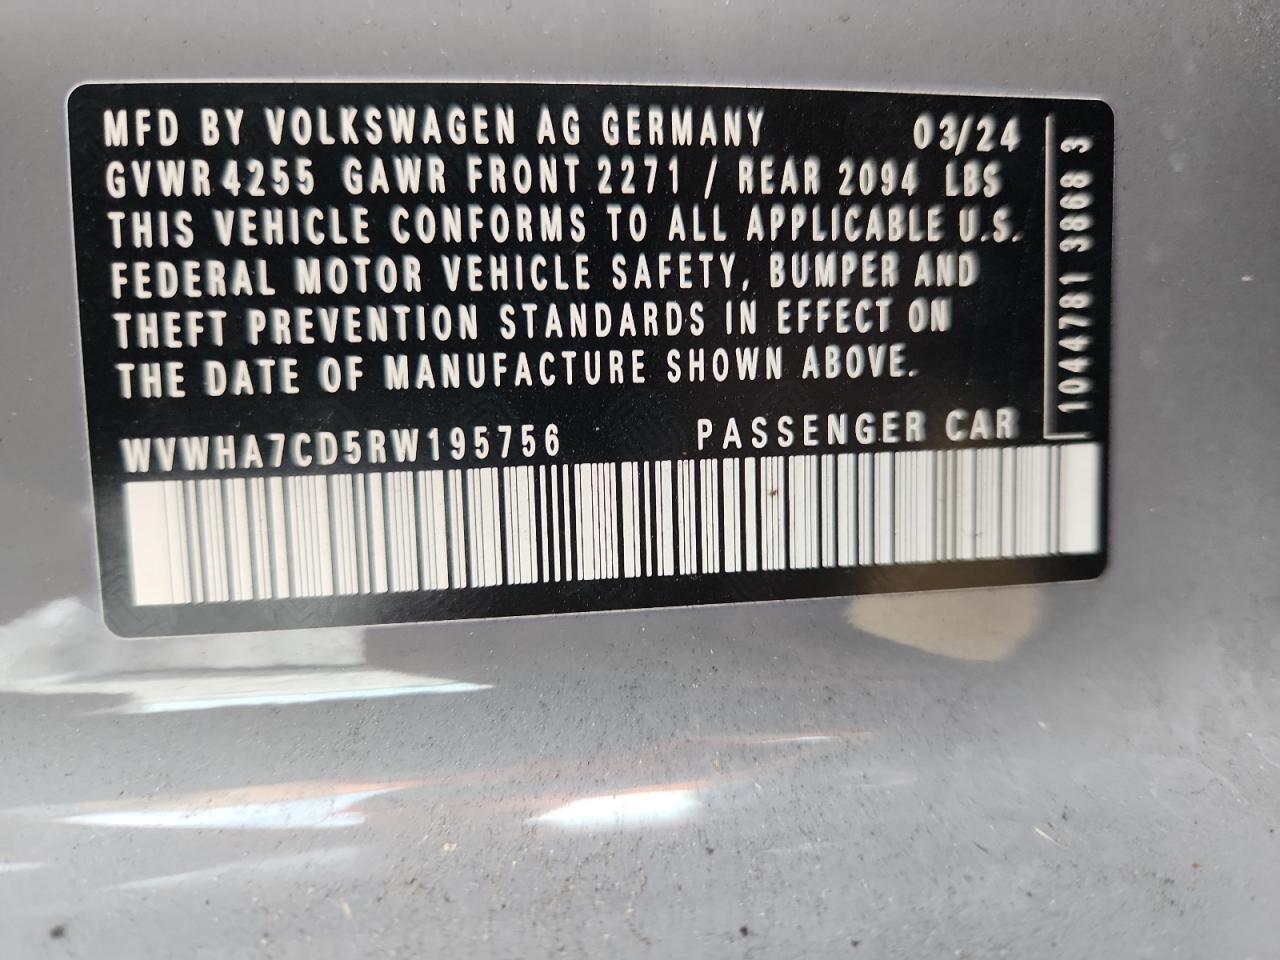 MFD BY VOLKSWAGEN AG GERMANY 03/24
GVWR 4255 GAWR FRONT 2271 / REAR 2094 LBS
THIS VEHICLE CONFORMS TO ALL APPLICABLE U.S.
FEDERAL MOTOR VEHICLE SAFETY, BUMPER AND
THEFT PREVENTION STANDARDS IN EFFECT ON
THE DATE OF MANUFACTURE SHOWN ABOVE.
WVWHA7CD5RW195756 PASSENGER CAR
10444781 3868 3